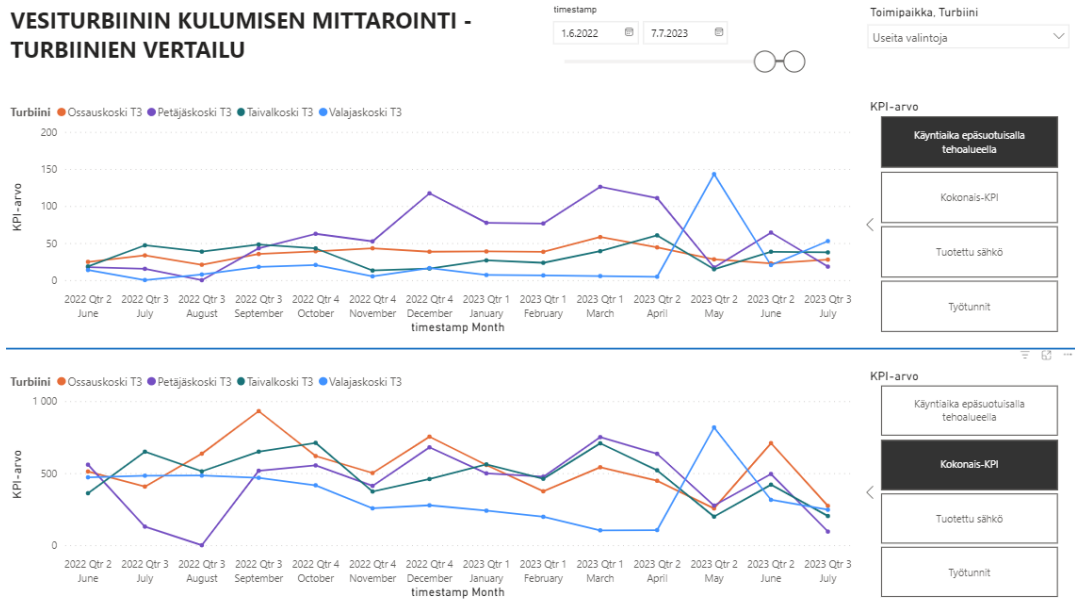 VESITURBIININ KULUMISEN MITTAROINTI -
TURBIINIEN VERTAILU
timestamp
1.6.2022
7.7.2023
Toimipaikka, Turbiini
Useita valintoja
Turbiini Ossauskoski T3 Petäjäskoski T3 Taivalkoski T3 Valajaskoski T3
KPI-arvo
200
150
100
50
0
2022 Qtr 2 2022 Qtr 3 2022 Qtr 3 2022 Qtr 3 2022 Qtr 4 2022 Qtr 4 2022 Qtr 4 2023 Qtr 1 2023 Qtr 1 2023 Qtr 1 2023 Qtr 2 2023 Qtr 2 2023 Qtr 2 2023 Qtr 3
June July August September October November December January February March April May June July
timestamp Month
KPI-arvo
Käyntiaika epäsuotuisalla
tehoalueella
Kokonais-KPI
Tuotettu sähkö
Työtunnit
Turbiini Ossauskoski T3 Petäjäskoski T3 Taivalkoski T3 Valajaskoski T3
KPI-arvo
1 000
500
0
2022 Qtr 2 2022 Qtr 3 2022 Qtr 3 2022 Qtr 3 2022 Qtr 4 2022 Qtr 4 2022 Qtr 4 2023 Qtr 1 2023 Qtr 1 2023 Qtr 1 2023 Qtr 2 2023 Qtr 2 2023 Qtr 2 2023 Qtr 3
June July August September October November December January February March April May June July
timestamp Month
KPI-arvo
Käyntiaika epäsuotuisalla
tehoalueella
Kokonais-KPI
Tuotettu sähkö
Työtunnit